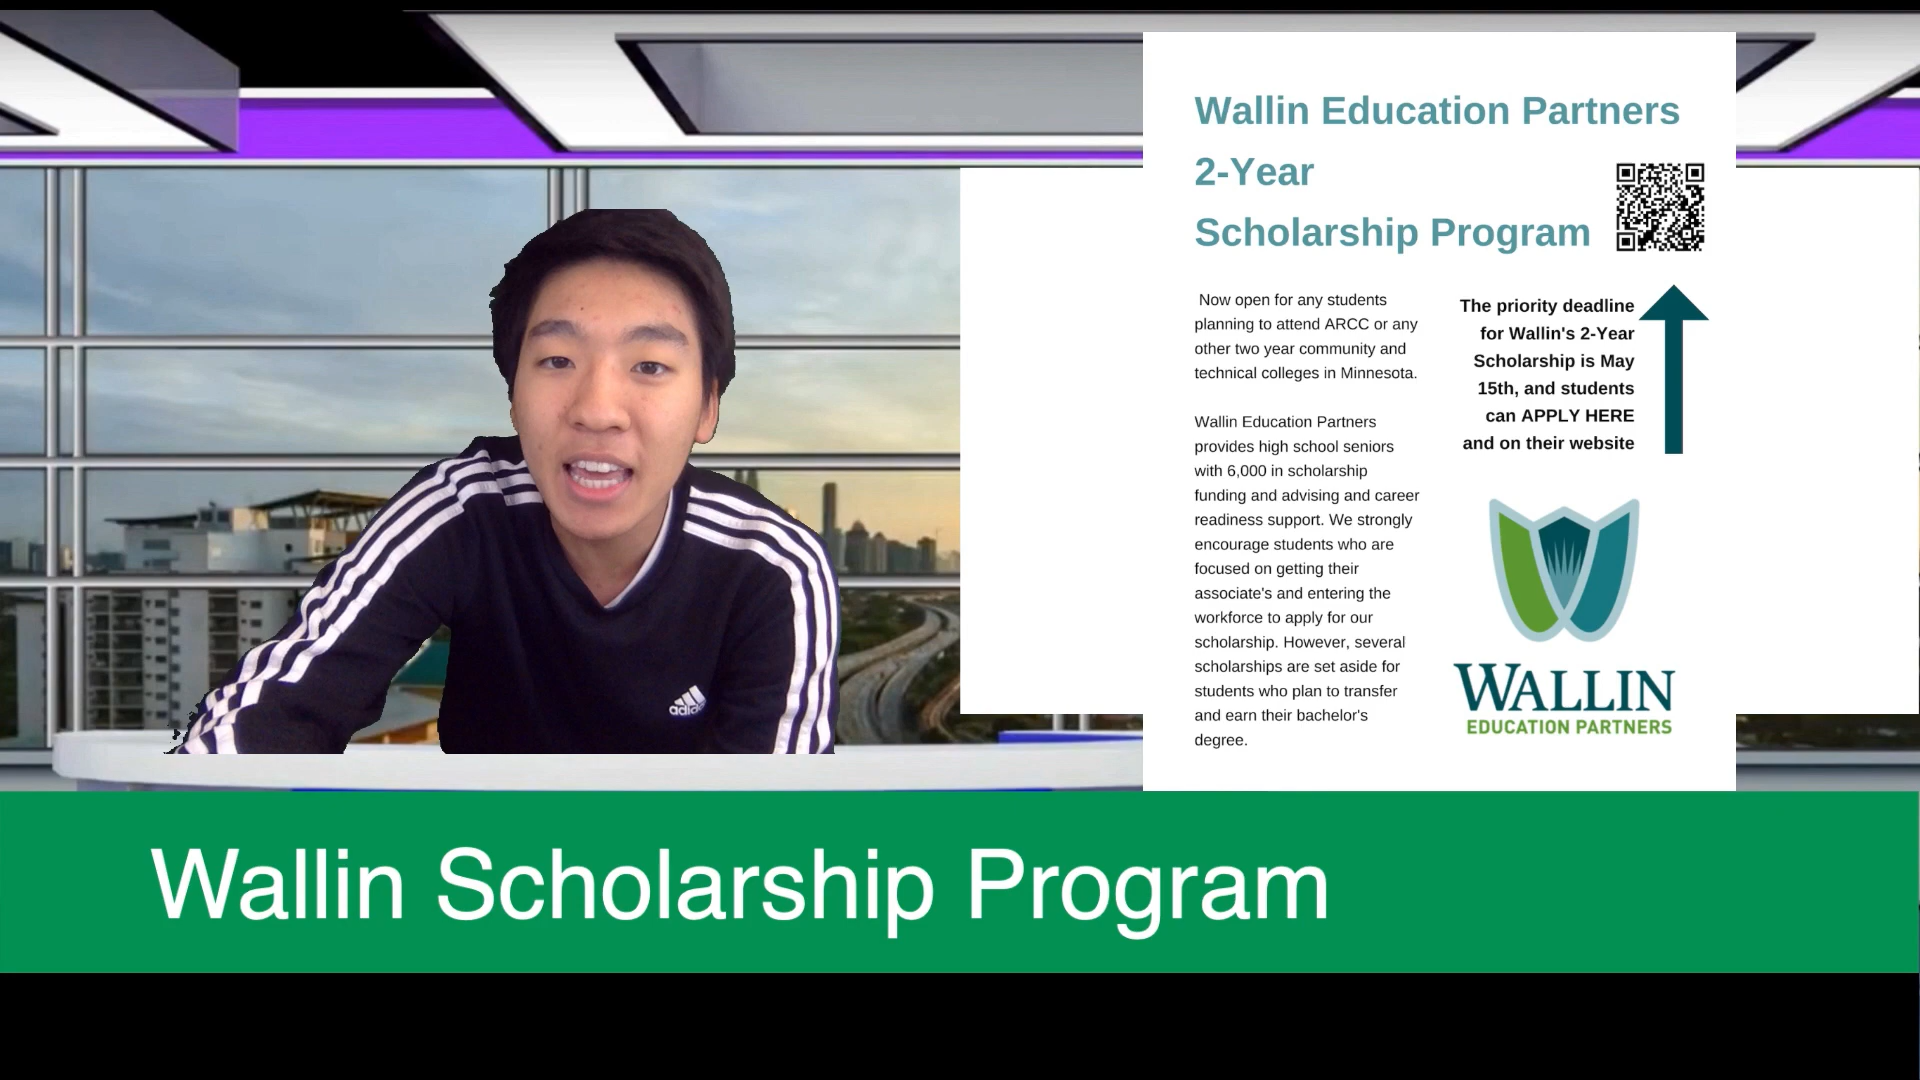 Wallin Education Partners
2-Year
Scholarship Program
Now open for any students
planning to attend ARCC or any
other two year community and
technical colleges in Minnesota.
Wallin Education Partners
provides high school seniors
with 6,000 in scholarship
funding and advising and career
readiness support. We strongly
encourage students who are
focused on getting their
associate's and entering the
workforce to apply for our
scholarship. However, several
scholarships are set aside for
students who plan to transfer
and earn their bachelor's
degree.
The priority deadline
for Wallin's 2-Year
Scholarship is May
15th, and students
can APPLY HERE
and on their website
WALLIN
EDUCATION PARTNERS
adidas
Wallin Scholarship Program